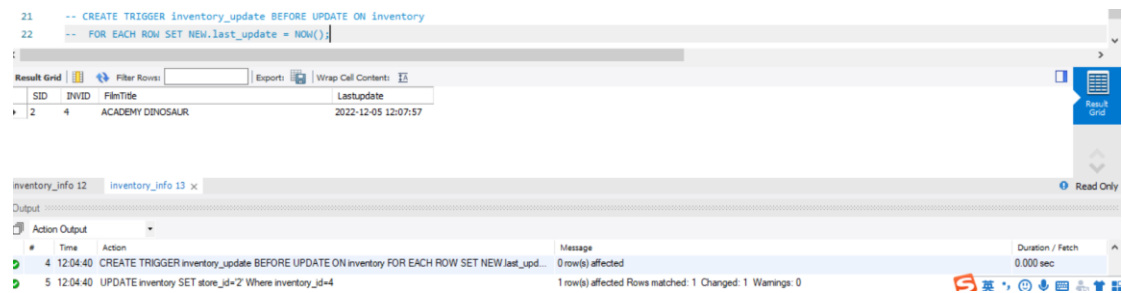 21 -- CREATE TRIGGER inventory_update BEFORE UPDATE ON inventory
22 -- FOR EACH ROW SET NEW.last_update = NOW();
Result Grid Filter Rows: Export: Wrap Cell Content: IA
Result Grid
SID INVID FilmTitle Lastupdate
2 4 ACADEMY DINOSAUR 2022-12-05 12:07:57
inventory_info 12 inventory_info 13 × Read Only
Output
Action Output
# Time Action Message Duration / Fetch
4 12:04:40 CREATE TRIGGER inventory_update BEFORE UPDATE ON inventory FOR EACH ROW SET NEW.last_upd... 0 row(s) affected 0.000 sec
5 12:04:40 UPDATE inventory SET store_id='2' Where inventory_id=4 1 row(s) affected Rows matched: 1 Changed: 1 Warnings: 0
英